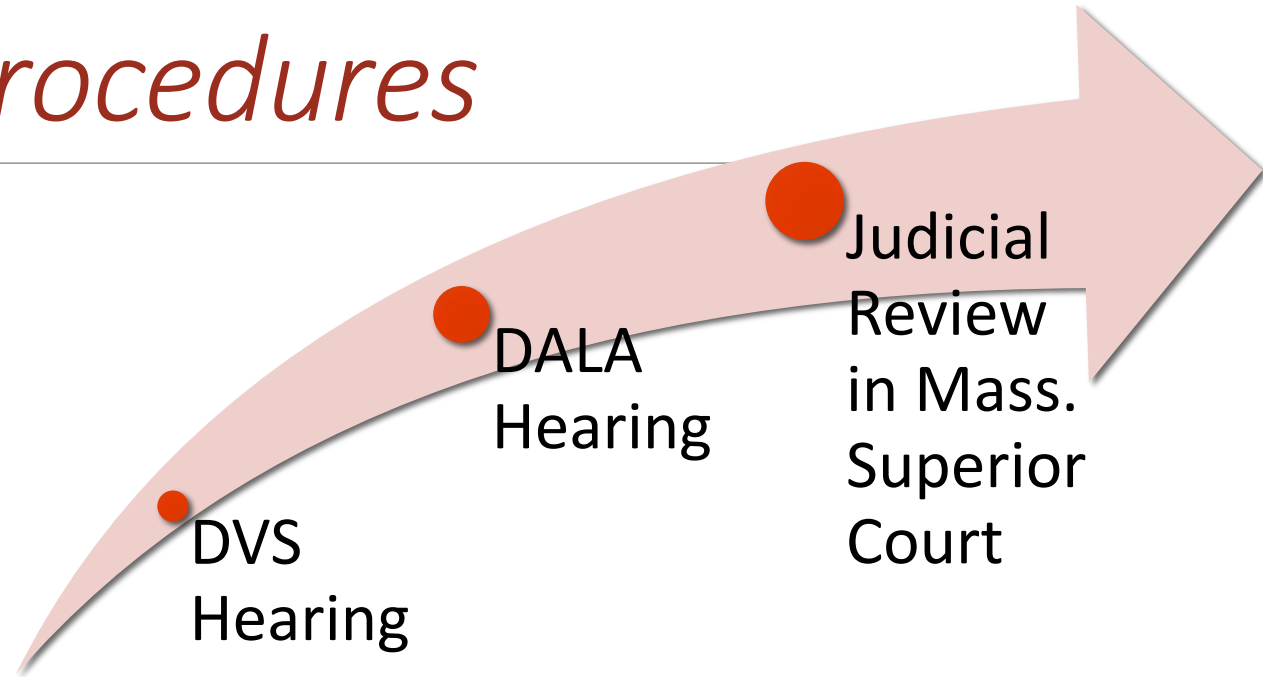 rocedures
DVS
Hearing
DALA
Hearing
Judicial
Review
in Mass.
Superior
Court